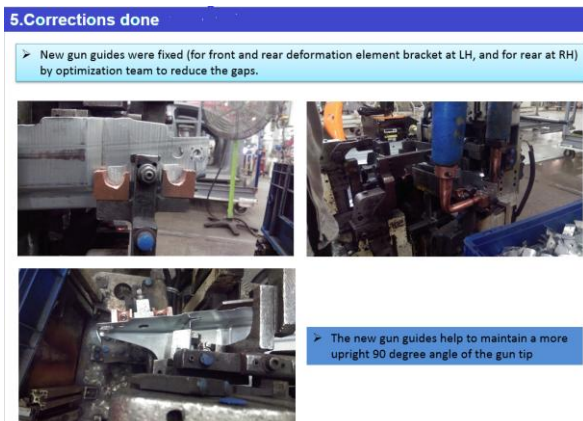 5.Corrections done
➤ New gun guides were fixed (for front and rear deformation element bracket at LH, and for rear at RH)
by optimization team to reduce the gaps.
➤ The new gun guides help to maintain a more
upright 90 degree angle of the gun tip